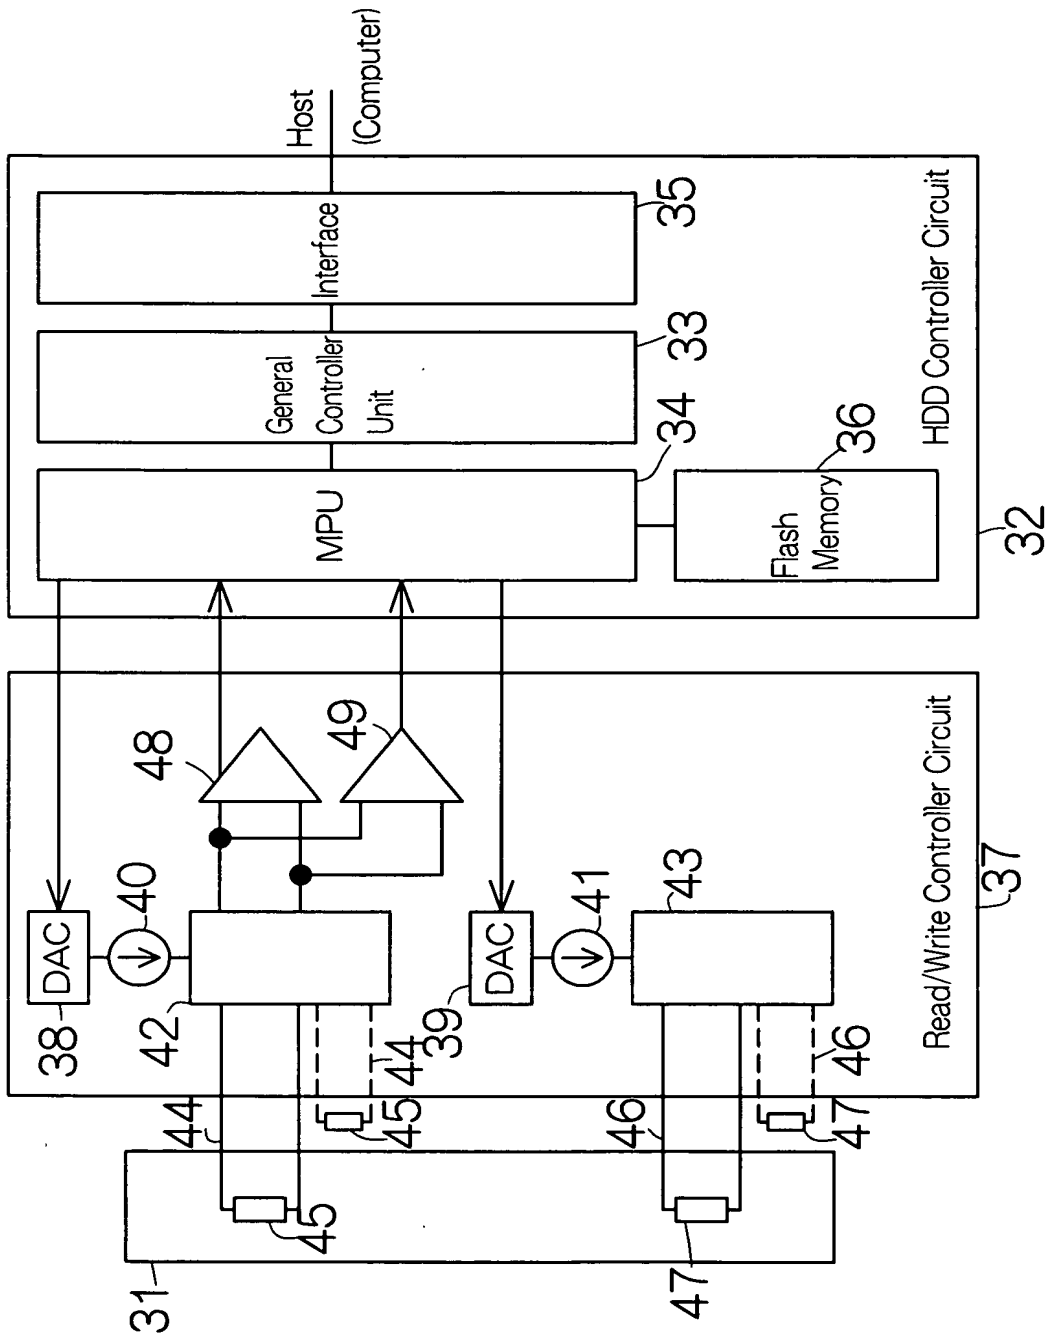 Host
(Computer)
Interface
35
General
Controller
Unit
33
MPU
34
Flash
Memory
36
HDD Controller Circuit
32
DAC
38
40
42
48
49
44
45
44
45
DAC
39
41
43
46
47
46
47
Read/Write Controller Circuit
37
31